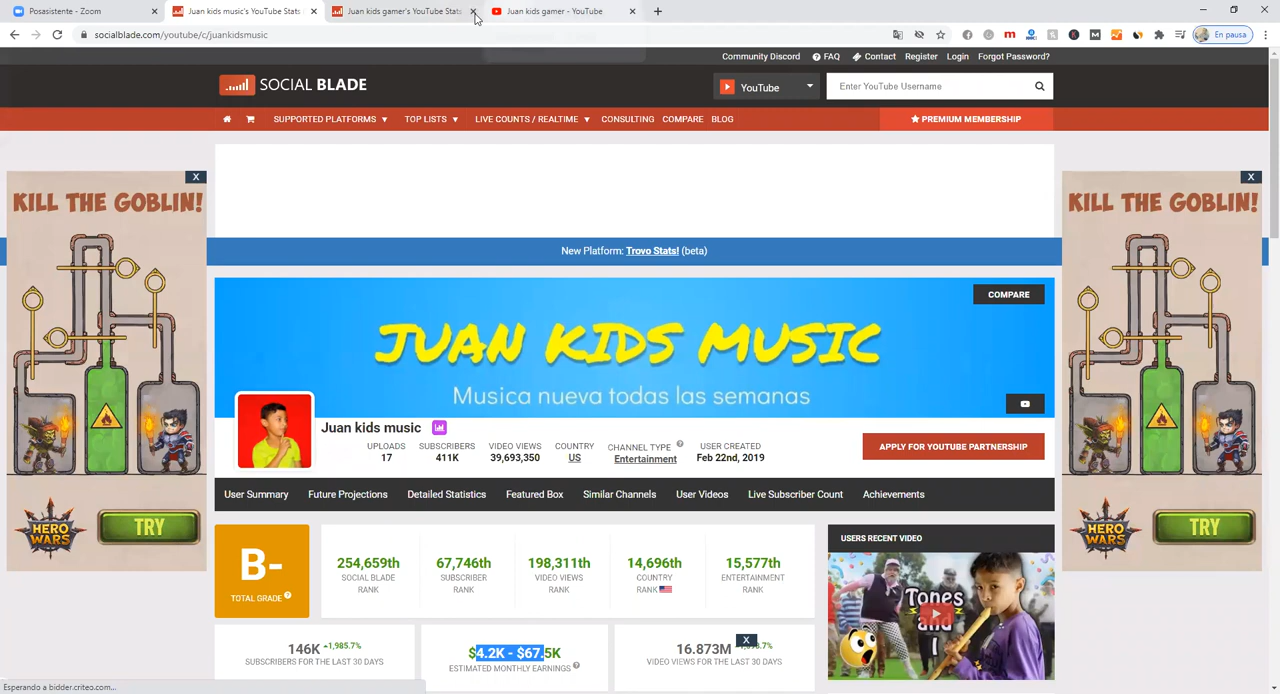 Posasistente - Zoom
Juan kids music's YouTube Stats
Juan kids gamer's YouTube Stats
Juan kids gamer - YouTube
socialblade.com/youtube/c/juankidsmusic
En pausa
Community Discord
FAQ
Contact
Register
Login
Forgot Password?
SOCIAL BLADE
YouTube
Enter YouTube Username
SUPPORTED PLATFORMS
TOP LISTS
LIVE COUNTS / REALTIME
CONSULTING
COMPARE
BLOG
PREMIUM MEMBERSHIP
X
KILL THE GOBLIN!
HERO WARS
TRY
X
KILL THE GOBLIN!
HERO WARS
TRY
New Platform: Trovo Stats! (beta)
COMPARE
JUAN KIDS MUSIC
Musica nueva todas las semanas
Juan kids music
UPLOADS
17
SUBSCRIBERS
411K
VIDEO VIEWS
39,693,350
COUNTRY
US
CHANNEL TYPE
Entertainment
USER CREATED
Feb 22nd, 2019
APPLY FOR YOUTUBE PARTNERSHIP
User Summary
Future Projections
Detailed Statistics
Featured Box
Similar Channels
User Videos
Live Subscriber Count
Achievements
B-
TOTAL GRADE
254,659th
SOCIAL BLADE
RANK
67,746th
SUBSCRIBER
RANK
198,311th
VIDEO VIEWS
RANK
14,696th
COUNTRY
RANK
15,577th
ENTERTAINMENT
RANK
USERS RECENT VIDEO
Tones
and
146K +1,985.7%
SUBSCRIBERS FOR THE LAST 30 DAYS
$4.2K - $67.5K
ESTIMATED MONTHLY EARNINGS
X
16.873M
VIDEO VIEWS FOR THE LAST 30 DAYS
Esperando a bidder.criteo.com...